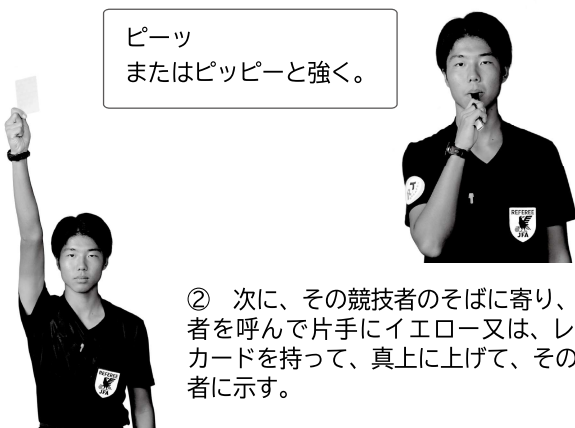 ピーッ
またはピッピーと強く。
REFEREE
JFA
② 次に、その競技者のそばに寄り、
者を呼んで片手にイエロー又は、レ
カードを持って、真上に上げて、その
者に示す。
REFEREE
JFA